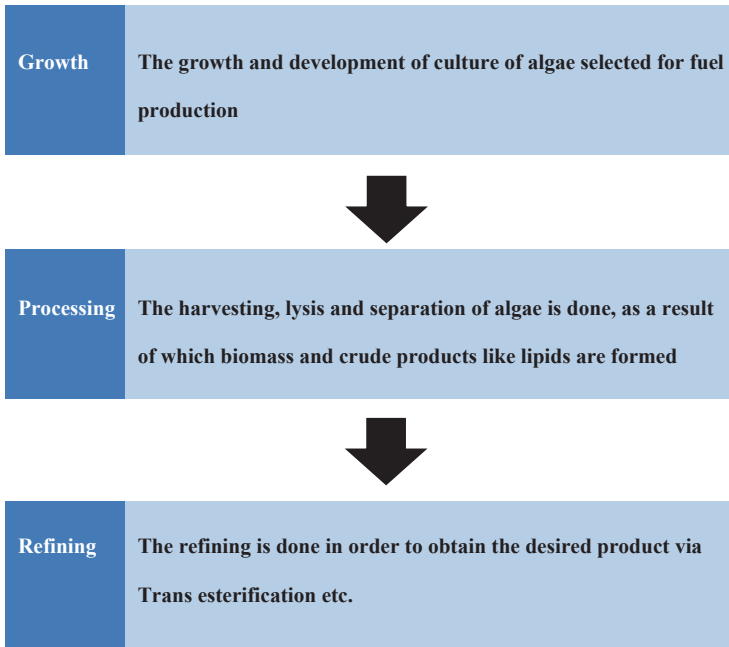 Growth
The growth and development of culture of algae selected for fuel
production
Processing
The harvesting, lysis and separation of algae is done, as a result
of which biomass and crude products like lipids are formed
Refining
The refining is done in order to obtain the desired product via
Trans esterification etc.